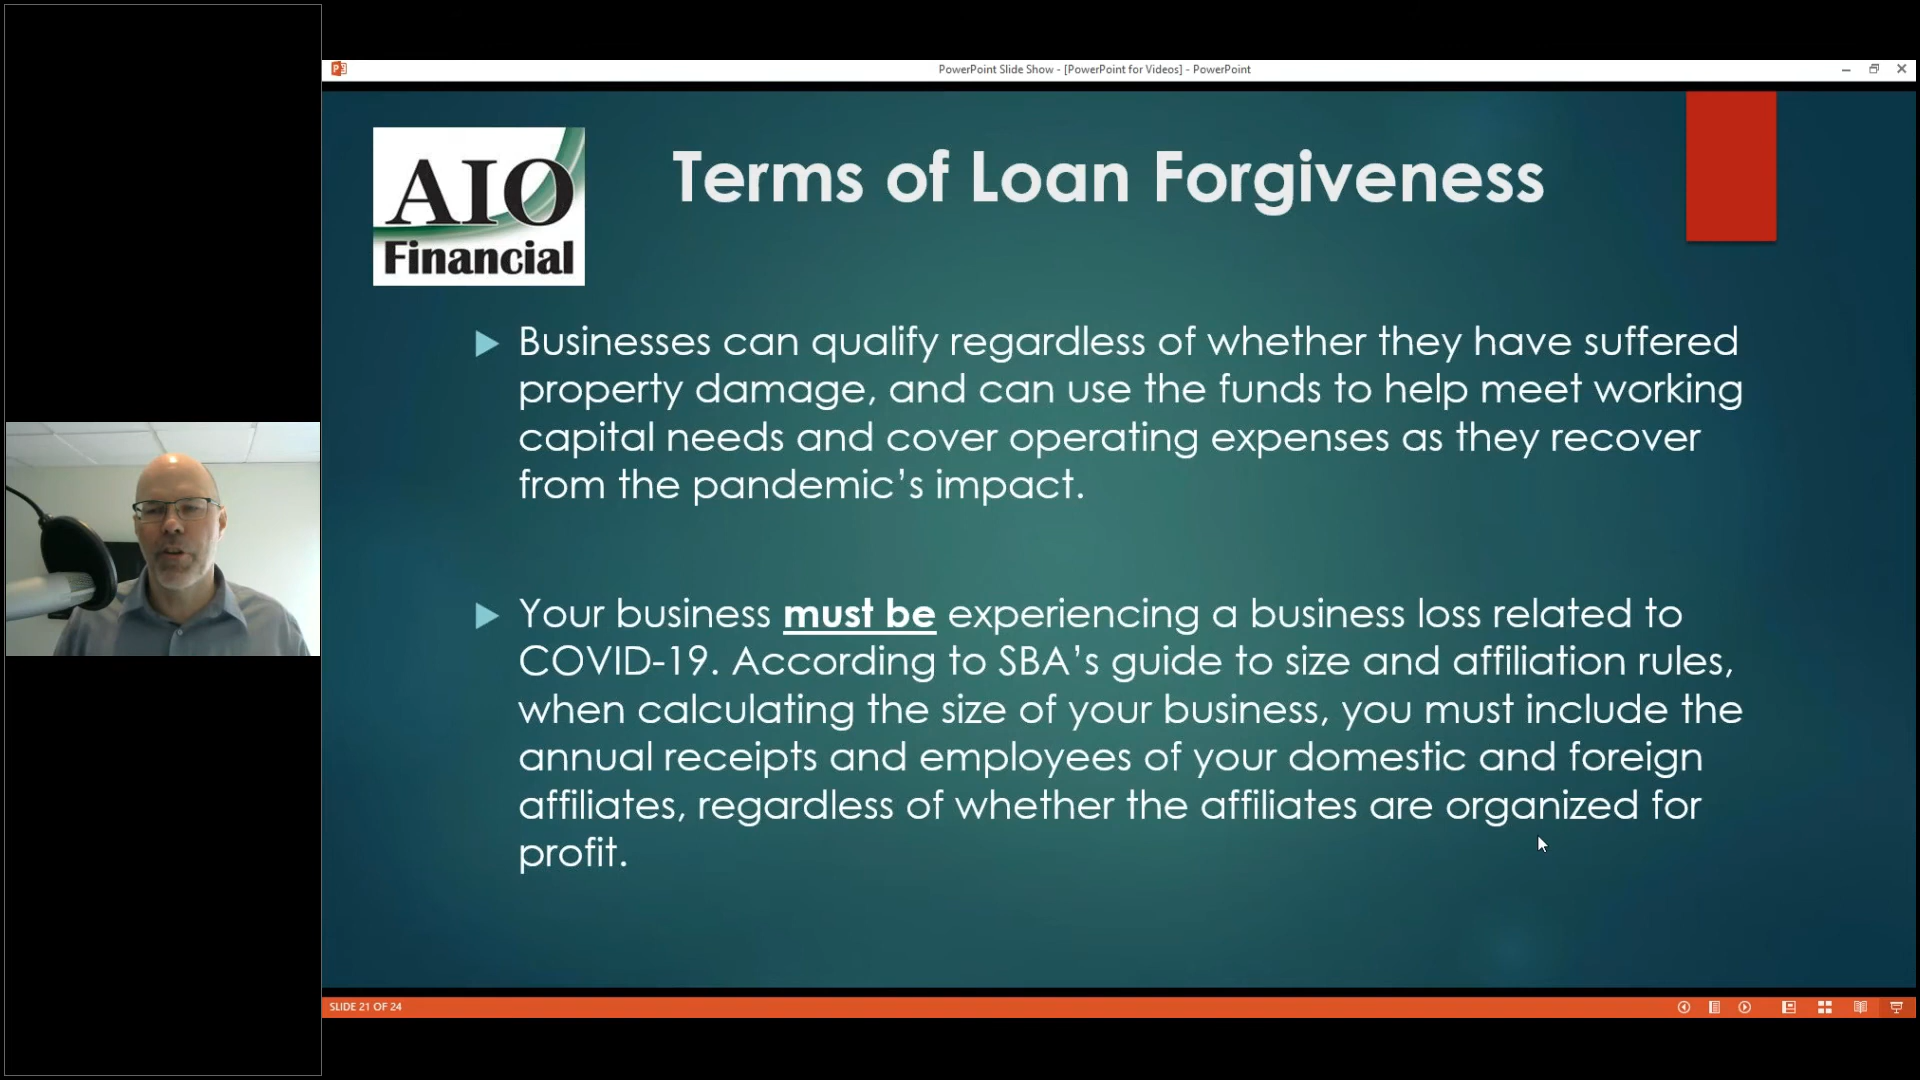 PowerPoint Slide Show - [PowerPoint for Videos] - PowerPoint
AIO
Financial
Terms of Loan Forgiveness
Businesses can qualify regardless of whether they have suffered
property damage, and can use the funds to help meet working
capital needs and cover operating expenses as they recover
from the pandemic’s impact.
Your business must be experiencing a business loss related to
COVID-19. According to SBA’s guide to size and affiliation rules,
when calculating the size of your business, you must include the
annual receipts and employees of your domestic and foreign
affiliates, regardless of whether the affiliates are organized for
profit.
SLIDE 21 OF 24